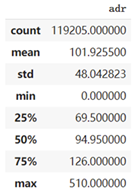 adr
count 119205.000000
mean 101.925500
std 48.042823
min 0.000000
25% 69.500000
50% 94.950000
75% 126.000000
max 510.000000